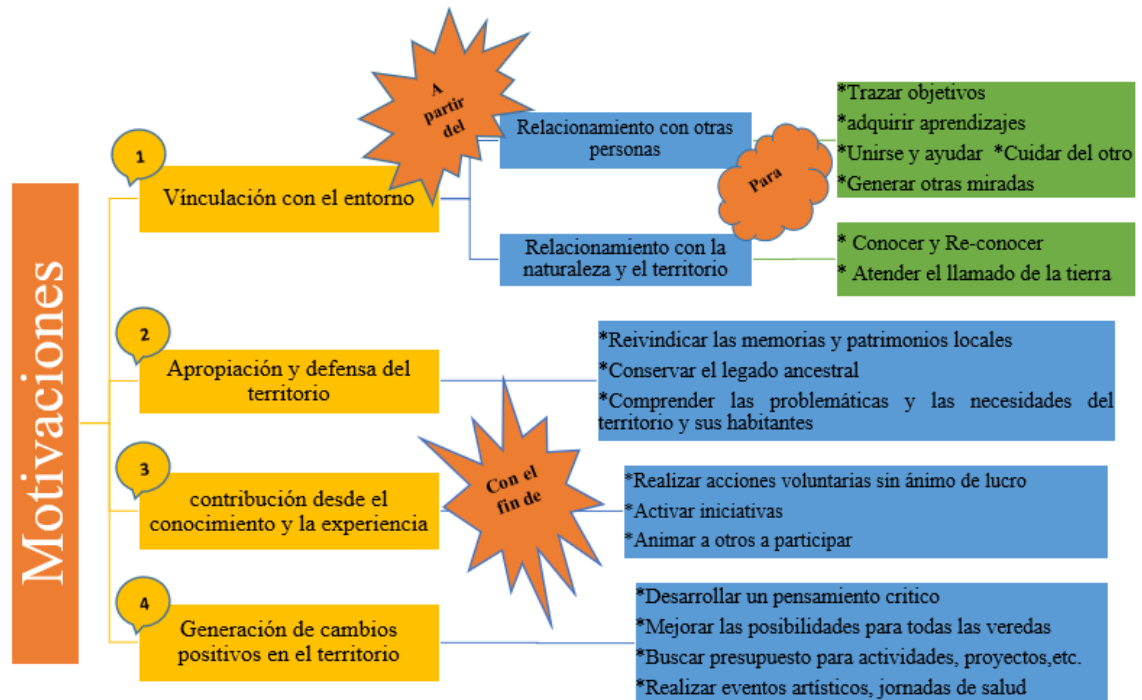 Motivaciones
1
Vínculación con el entorno
A
partir
del
Relacionamiento con otras
personas
Para
*Trazar objetivos
*adquirir aprendizajes
*Unirse y ayudar *Cuidar del otro
*Generar otras miradas
Relacionamiento con la
naturaleza y el territorio
* Conocer y Re-conocer
* Atender el llamado de la tierra
2
Apropiación y defensa del
territorio
*Reivindicar las memorias y patrimonios locales
*Conservar el legado ancestral
*Comprender las problemáticas y las necesidades del
territorio y sus habitantes
3
contribución desde el
conocimiento y la experiencia
Con el
fin de
*Realizar acciones voluntarias sin ánimo de lucro
*Activar iniciativas
*Animar a otros a participar
4
Generación de cambios
positivos en el territorio
*Desarrollar un pensamiento critico
*Mejorar las posibilidades para todas las veredas
*Buscar presupuesto para actividades, proyectos,etc.
*Realizar eventos artísticos, jornadas de salud